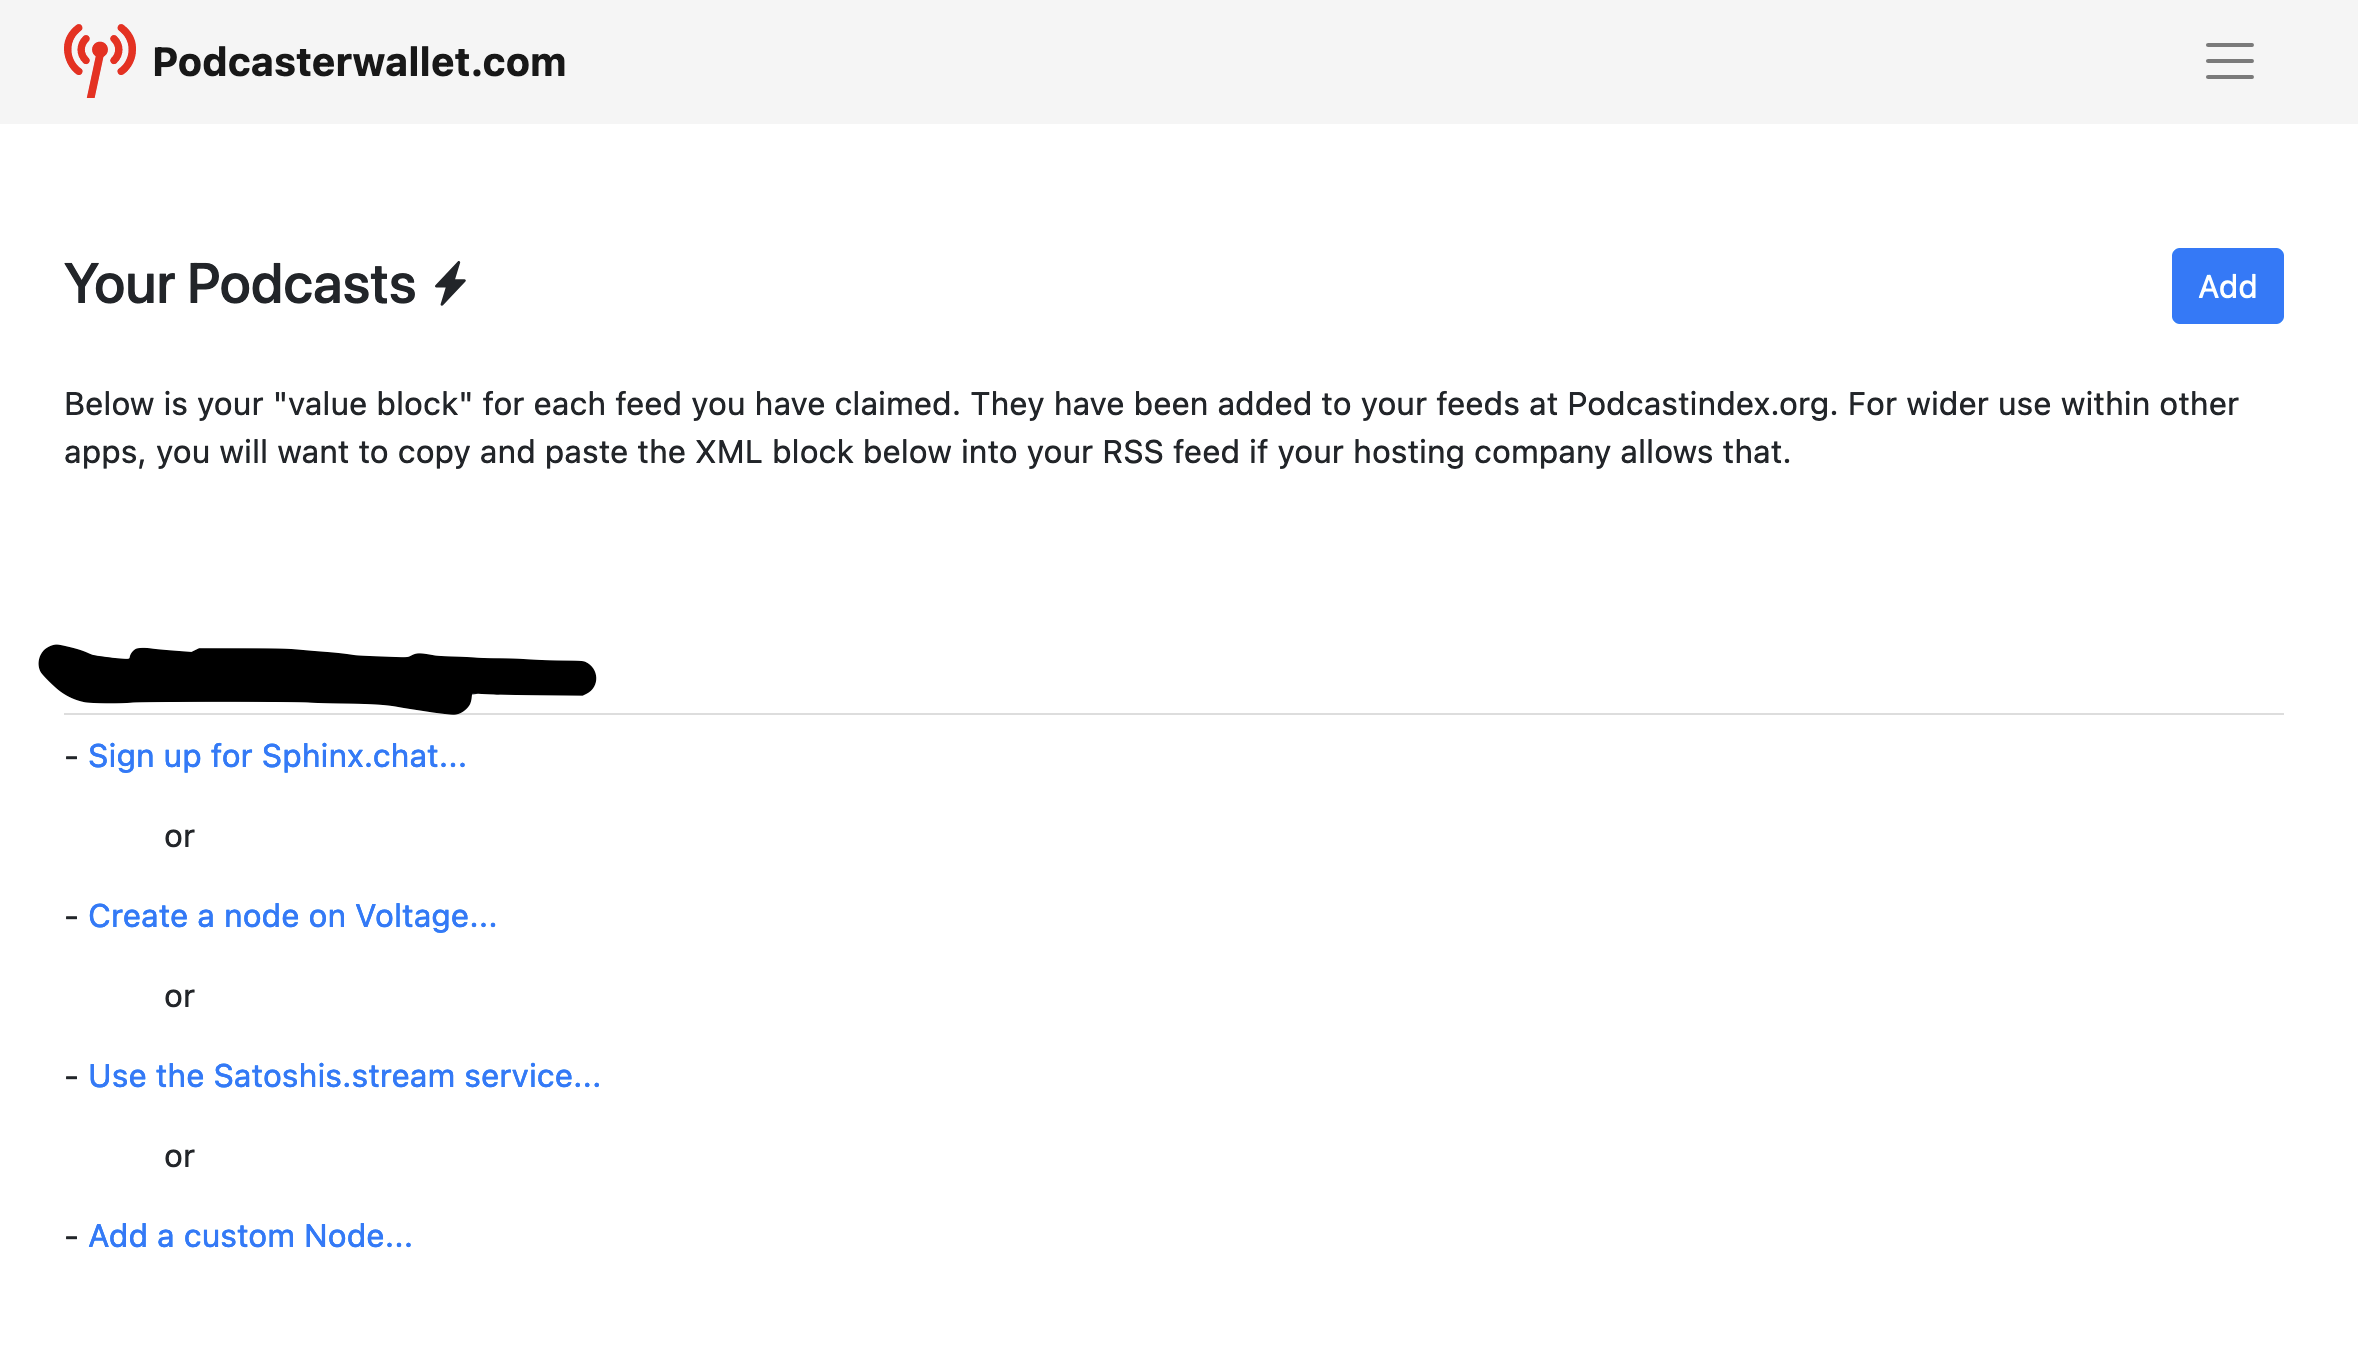 Podcasterwallet.com
Your Podcasts
Add
Below is your "value block" for each feed you have claimed. They have been added to your feeds at Podcastindex.org. For wider use within other
apps, you will want to copy and paste the XML block below into your RSS feed if your hosting company allows that.
- Sign up for Sphinx.chat...
or
- Create a node on Voltage...
or
- Use the Satoshis.stream service...
or
- Add a custom Node...